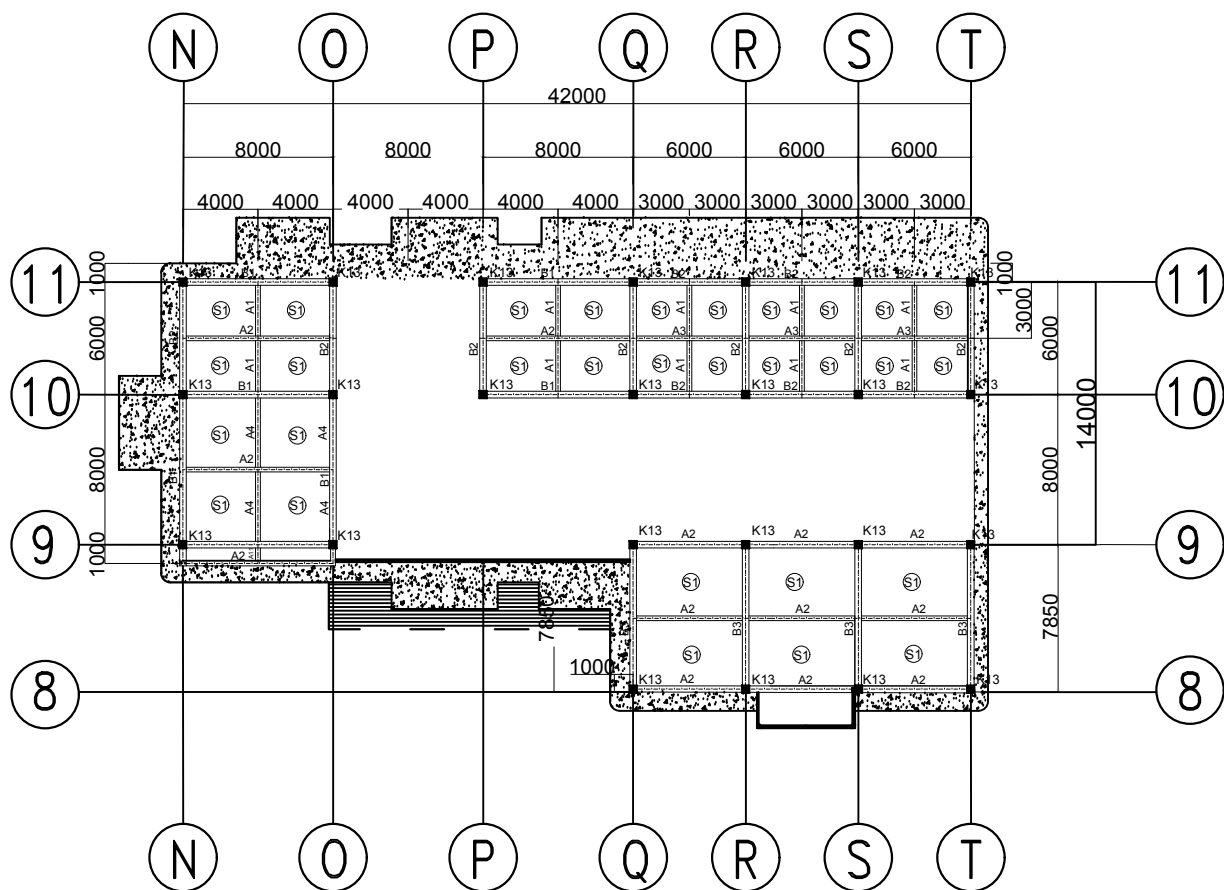 N O P Q R S T
42000
8000 8000 8000 6000 6000 6000
4000 4000 4000 4000 4000 4000 3000 3000 3000 3000 3000 3000
1000 1000
K13 B1 K13 K13 B1 K13 B2 K13 B2 K13 B2 K13
11 11
S1 A1 S1 S1 A1 S1 S1 A1 S1 S1 A1 S1 S1 A1 S1 3000
A2 A2 A3 A3 A3
6000 B2 B2 B2 B2 B2 B2 B2 6000
S1 S1 S1 A1 S1 S1 A1 S1 S1 A1 S1 S1 A1 S1
K13 B1 K13 K13 B1 K13 B2 K13 B2 K13 B2 K13
10 10
14000
S1 A4 S1 A4
A2
8000 B1 B1 8000
S1 A4 S1 A4
K13 K13 K13 A2 K13 A2 K13 A2 K13
9 9
1000 A2
S1 S1 S1
A2 A2 A2
7850 B3 B3 B3 7850
S1 S1 S1
1000
K13 A2 K13 A2 K13 A2 K13
8 8
N O P Q R S T